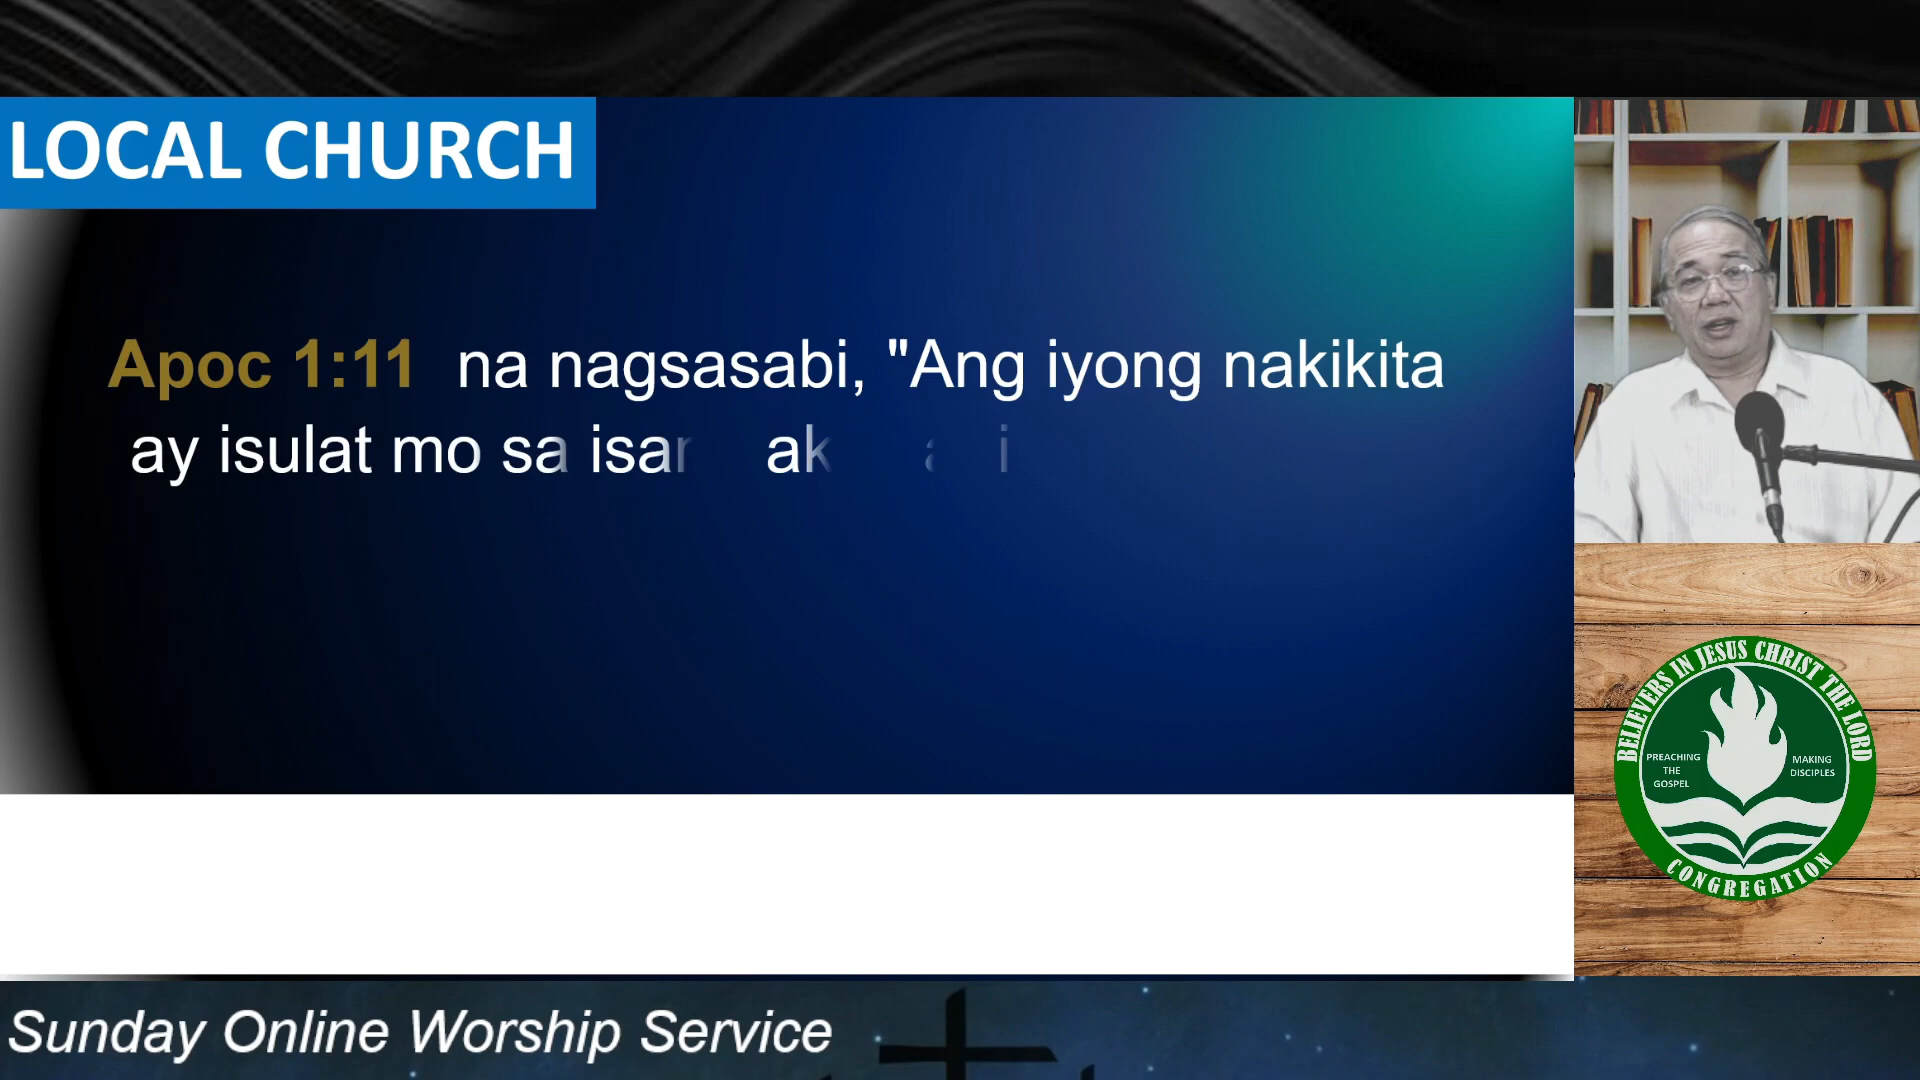 LOCAL CHURCH
Apoc 1:11 na nagsasabi, "Ang iyong nakikita
ay isulat mo sa
BELIEVERS IN JESUS CHRIST THE LORD
PREACHING
THE
GOSPEL
MAKING
DISCIPLES
CONGREGATION
Sunday Online Worship Service